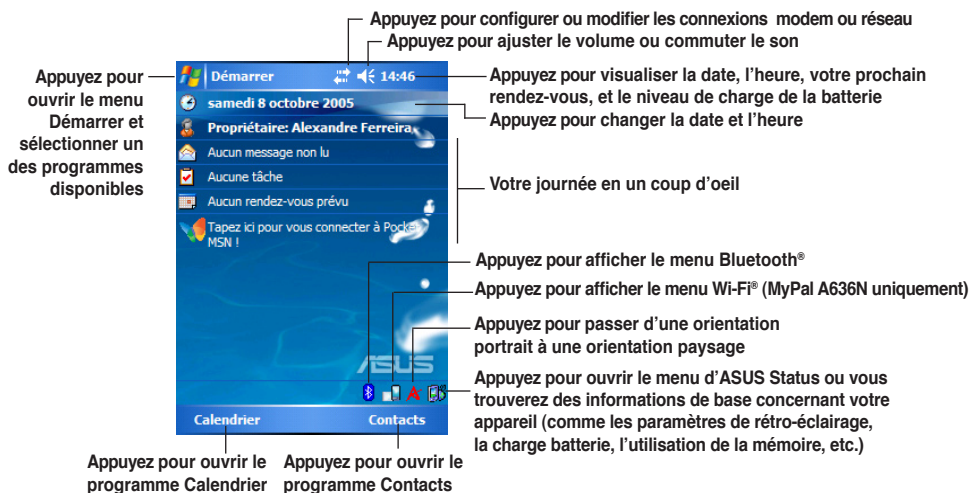 Appuyez pour configurer ou modifier les connexions modem ou réseau
Appuyez pour ajuster le volume ou commuter le son
Appuyez pour
ouvrir le menu
Démarrer et
sélectionner un
des programmes
disponibles
Démarrer
14:46
Appuyez pour visualiser la date, l'heure, votre prochain
rendez-vous, et le niveau de charge de la batterie
samedi 8 octobre 2005
Appuyez pour changer la date et l'heure
Propriétaire: Alexandre Ferreira
Aucun message non lu
Aucune tâche
Votre journée en un coup d'oeil
Aucun rendez-vous prévu
Tapez ici pour vous connecter à Pocket
MSN !
Appuyez pour afficher le menu Bluetooth®
Appuyez pour afficher le menu Wi-Fi® (MyPal A636N uniquement)
Appuyez pour passer d'une orientation
portrait à une orientation paysage
ASUS
Appuyez pour ouvrir le menu d'ASUS Status ou vous
trouverez des informations de base concernant votre
appareil (comme les paramètres de rétro-éclairage,
la charge batterie, l'utilisation de la mémoire, etc.)
Calendrier
Contacts
Appuyez pour ouvrir le
programme Calendrier
Appuyez pour ouvrir le
programme Contacts